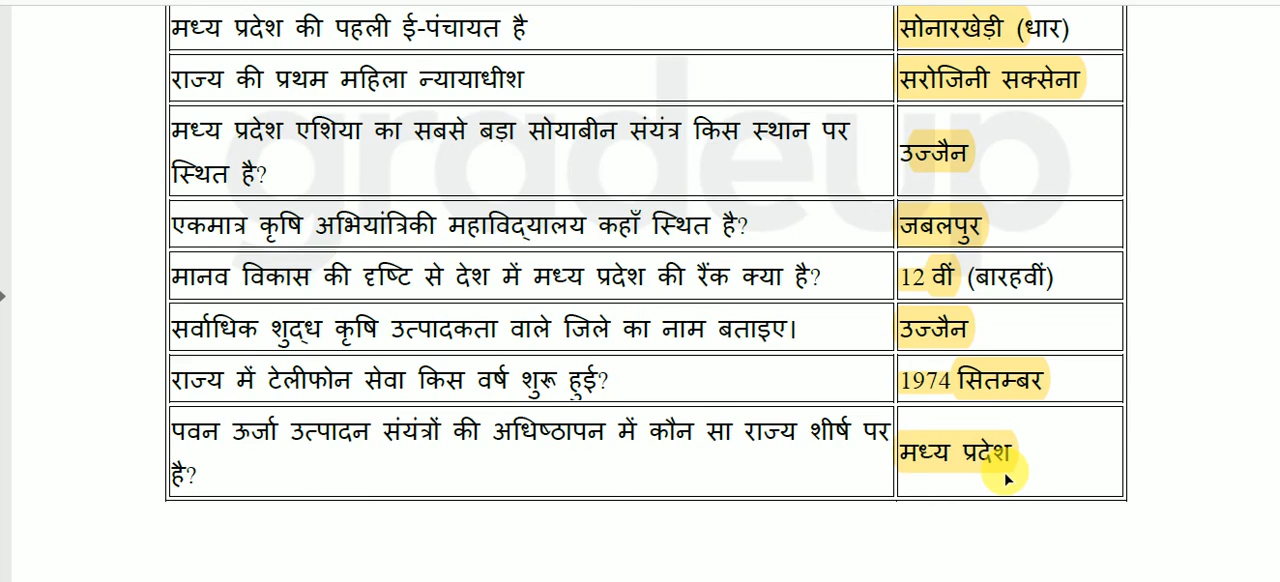 मध्य प्रदेश की पहली ई-पंचायत है
सोनारखेड़ी (धार)
राज्य की प्रथम महिला न्यायाधीश
सरोजिनी सक्सेना
मध्य प्रदेश एशिया का सबसे बड़ा सोयाबीन संयंत्र किस स्थान पर
स्थित है?
उज्जैन
एकमात्र कृषि अभियांत्रिकी महाविद्यालय कहाँ स्थित है?
जबलपुर
मानव विकास की दृष्टि से देश में मध्य प्रदेश की रैंक क्या है?
12 वीं (बारहवीं)
सर्वाधिक शुद्ध कृषि उत्पादकता वाले जिले का नाम बताइए।
उज्जैन
राज्य में टेलीफोन सेवा किस वर्ष शुरू हुई?
1974 सितम्बर
पवन ऊर्जा उत्पादन संयंत्रों की अधिष्ठापन में कौन सा राज्य शीर्ष पर
है?
मध्य प्रदेश
gradeup